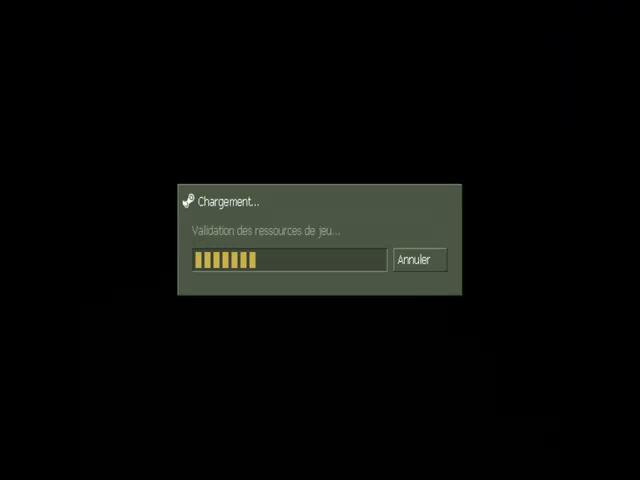 Chargement...
Validation des ressources de jeu...
Annuler